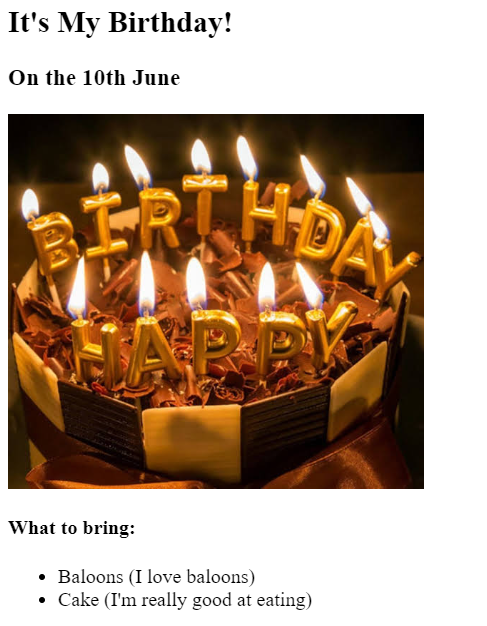 It's My Birthday!
On the 10th June
BIRTHDAY
HAPPY
What to bring:
Baloons (I love baloons)
Cake (I'm really good at eating)